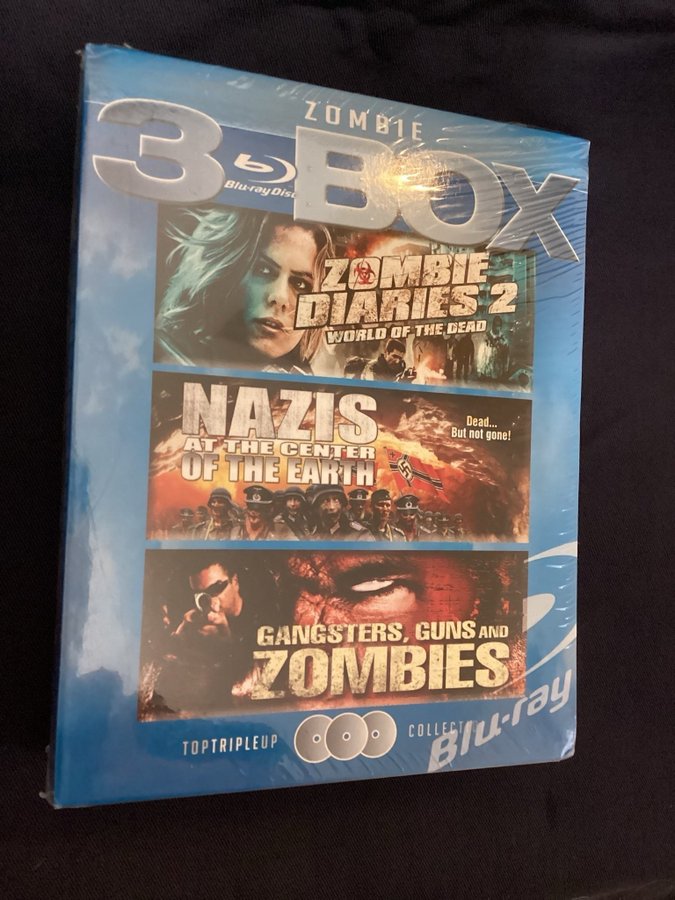 ZOMBIE
3 BOX
Blu-ray Disc
ZOMBIE
DIARIES 2
WORLD OF THE DEAD
NAZIS
AT THE CENTER
OF THE EARTH
Dead...
But not gone!
GANGSTERS, GUNS AND
ZOMBIES
TOPTRIPLEUP
Blu-ray